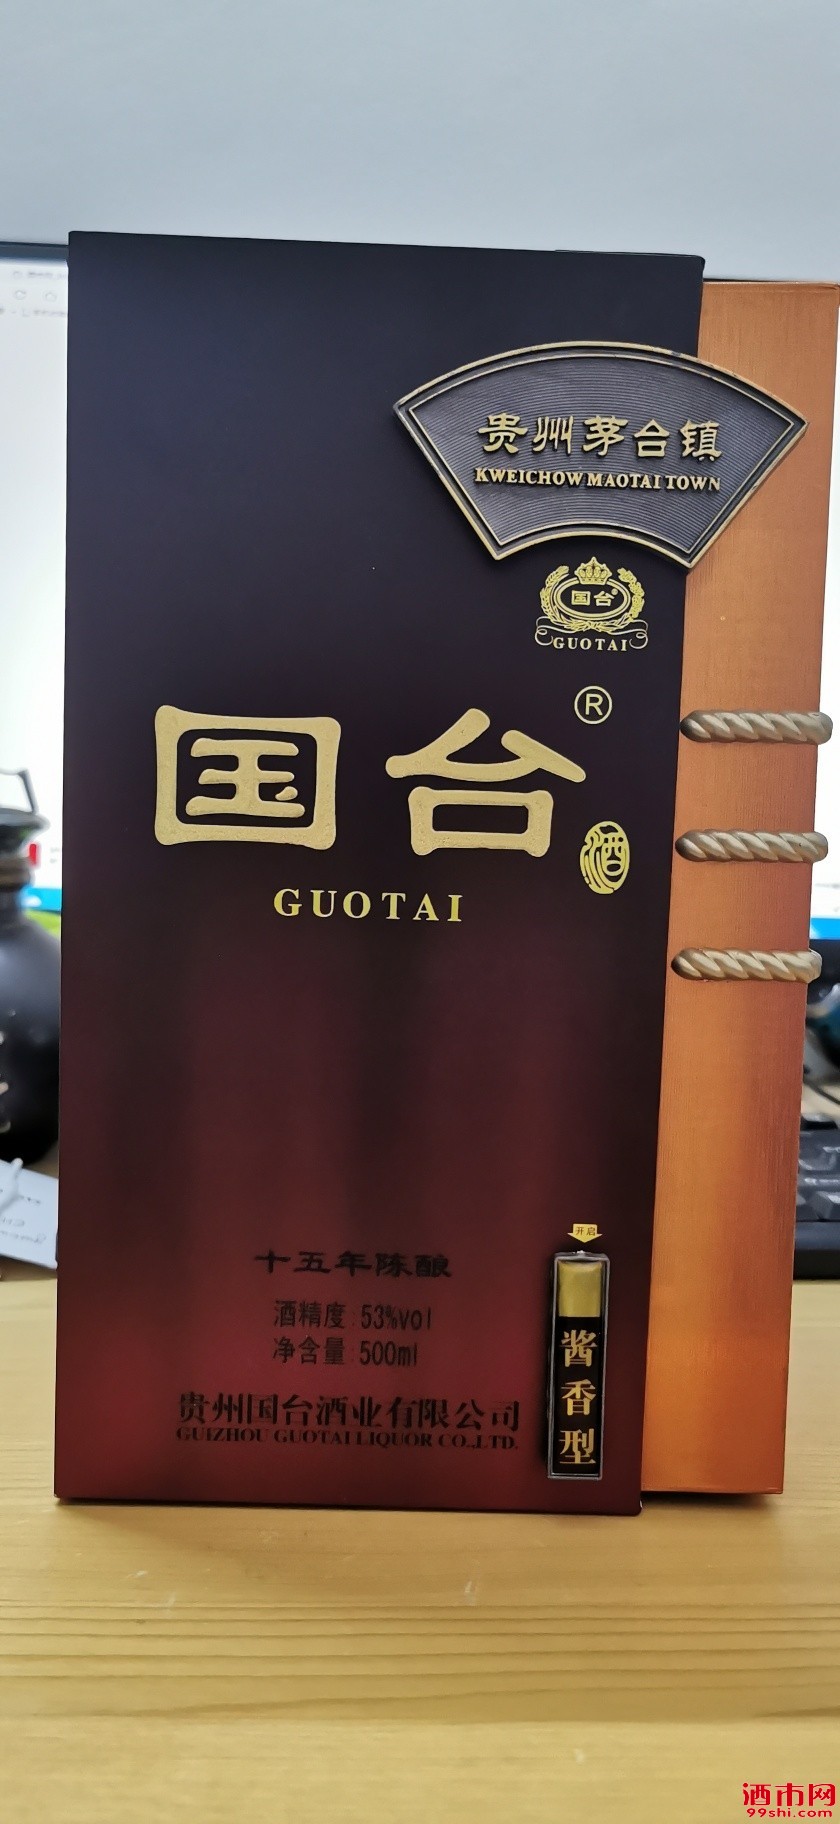 贵州茅台镇
KWEICHOW MAOTAI TOWN
国台®
GUOTAI
国台
®
酒
GUOTAI
开启
十五年陈酿
酒精度:53%vol
净含量:500ml
酱香型
贵州国台酒业有限公司
GUIZHOU GUOTAI LIQUOR CO.,LTD.
酒市网
99shi.com